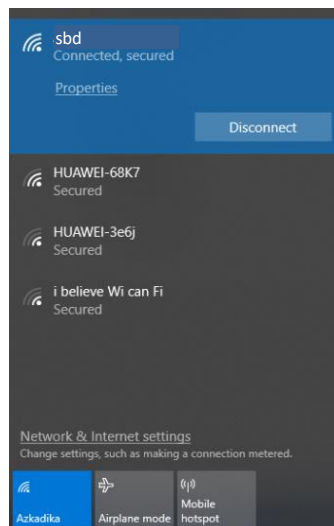 sbd
Connected, secured
Properties
Disconnect
HUAWEI-68K7
Secured
HUAWEI-3e6j
Secured
i believe Wi can Fi
Secured
Network & Internet settings
Change settings, such as making a connection metered.
Azkadika
Airplane mode
Mobile
hotspot